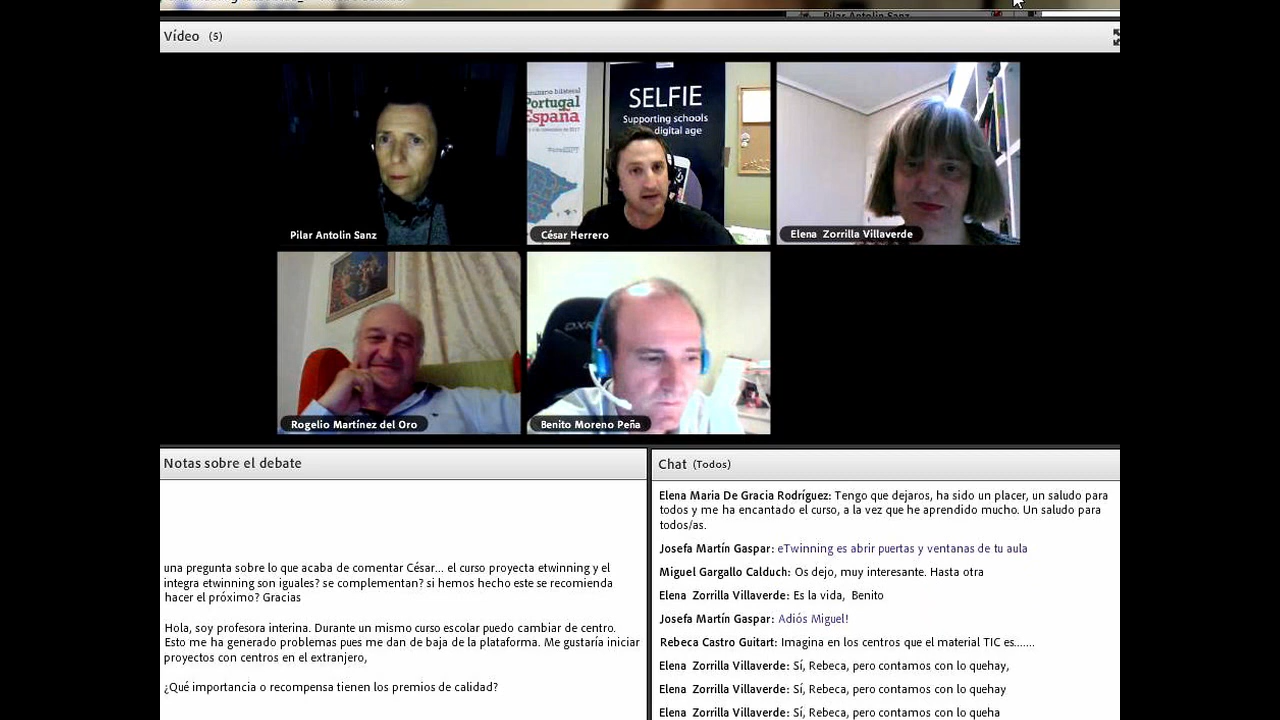 Pilar Antolin Sanz
Vídeo (5)
Portugal
España
SELFIE
Supporting schools
digital age
Pilar Antolin Sanz
César Herrero
Elena Zorrilla Villaverde
Rogelio Martínez del Oro
Benito Moreno Peña
Notas sobre el debate
una pregunta sobre lo que acaba de comentar César... el curso proyecta etwinning y el
integra etwinning son iguales? se complementan? si hemos hecho este se recomienda
hacer el próximo? Gracias
Hola, soy profesora interina. Durante un mismo curso escolar puedo cambiar de centro.
Esto me ha generado problemas pues me dan de baja de la plataforma. Me gustaría iniciar
proyectos con centros en el extranjero,
¿Qué importancia o recompensa tienen los premios de calidad?
Chat (Todos)
Elena Maria De Gracia Rodríguez: Tengo que dejaros, ha sido un placer, un saludo para
todos y me ha encantado el curso, a la vez que he aprendido mucho. Un saludo para
todos/as.
Josefa Martín Gaspar: eTwinning es abrir puertas y ventanas de tu aula
Miguel Gargallo Calduch: Os dejo, muy interesante. Hasta otra
Elena Zorrilla Villaverde: Es la vida, Benito
Josefa Martín Gaspar: Adiós Miguel!
Rebeca Castro Guitart: Imagina en los centros que el material TIC es.......
Elena Zorrilla Villaverde: Sí, Rebeca, pero contamos con lo quehay,
Elena Zorrilla Villaverde: Sí, Rebeca, pero contamos con lo quehay
Elena Zorrilla Villaverde: Sí, Rebeca, pero contamos con lo queha